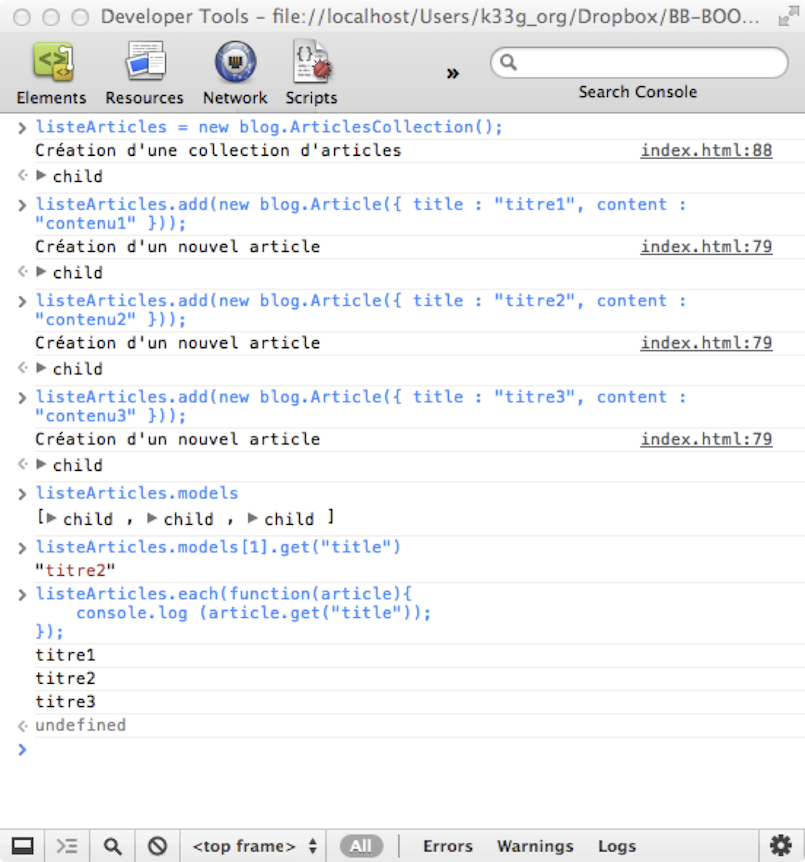 Developer Tools - file://localhost/Users/k33g_org/Dropbox/BB-BOO...
Elements Resources Network Scripts » Search Console
> listeArticles = new blog.ArticlesCollection();
Création d'une collection d'articles index.html:88
child
> listeArticles.add(new blog.Article({ title : "titre1", content :
"contenu1" }));
Création d'un nouvel article index.html:79
child
> listeArticles.add(new blog.Article({ title : "titre2", content :
"contenu2" }));
Création d'un nouvel article index.html:79
child
> listeArticles.add(new blog.Article({ title : "titre3", content :
"contenu3" }));
Création d'un nouvel article index.html:79
child
> listeArticles.models
[▶child , ▶child , ▶child ]
> listeArticles.models[1].get("title")
"titre2"
> listeArticles.each(function(article){
console.log (article.get("title"));
});
titre1
titre2
titre3
undefined
>
<top frame> All Errors Warnings Logs